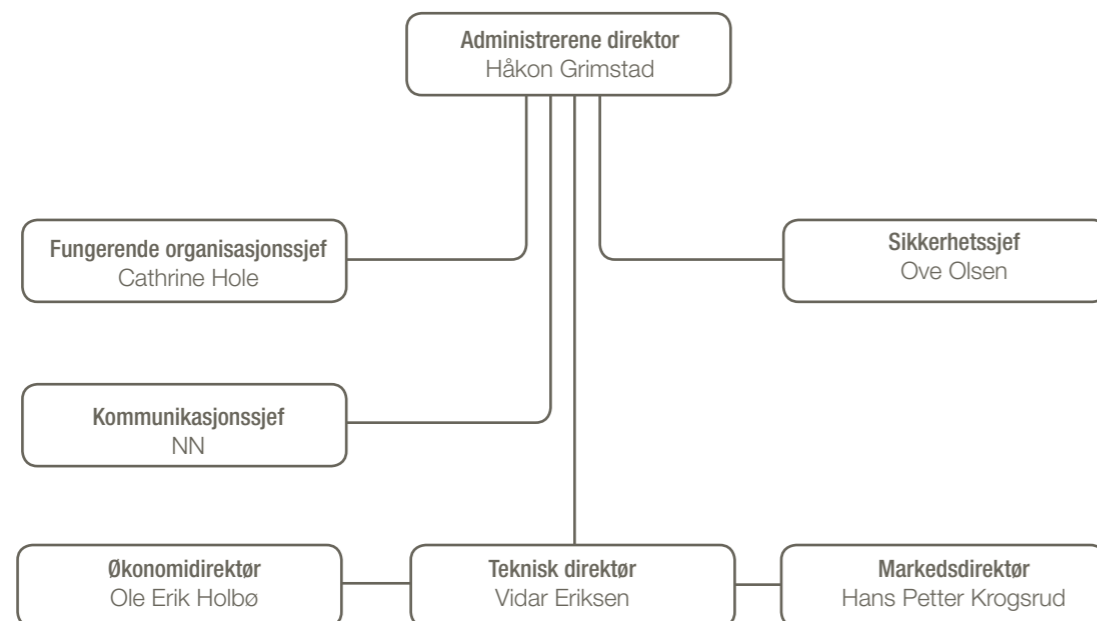 Administrerene direktor
Håkon Grimstad
Fungerende organisasjonssjef
Cathrine Hole
Sikkerhetssjef
Ove Olsen
Kommunikasjonssjef
NN
Økonomidirektør
Ole Erik Holbø
Teknisk direktør
Vidar Eriksen
Markedsdirektør
Hans Petter Krogsrud